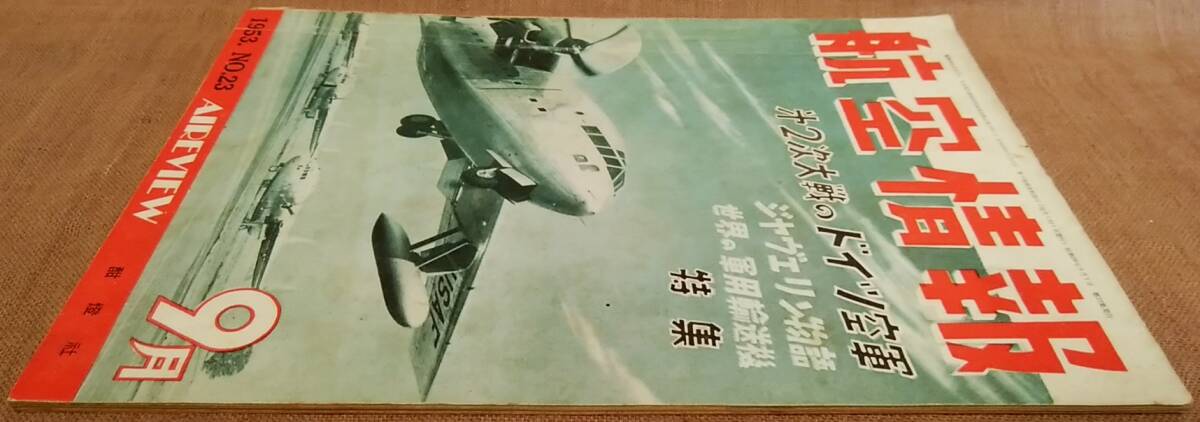 航空情報
第2次大戦のドイツ空軍
特集
ジャヴェリン物語
世界の軍用輸送機
USAF
1953. NO.23
AIREVIEW
9月
酣燈社